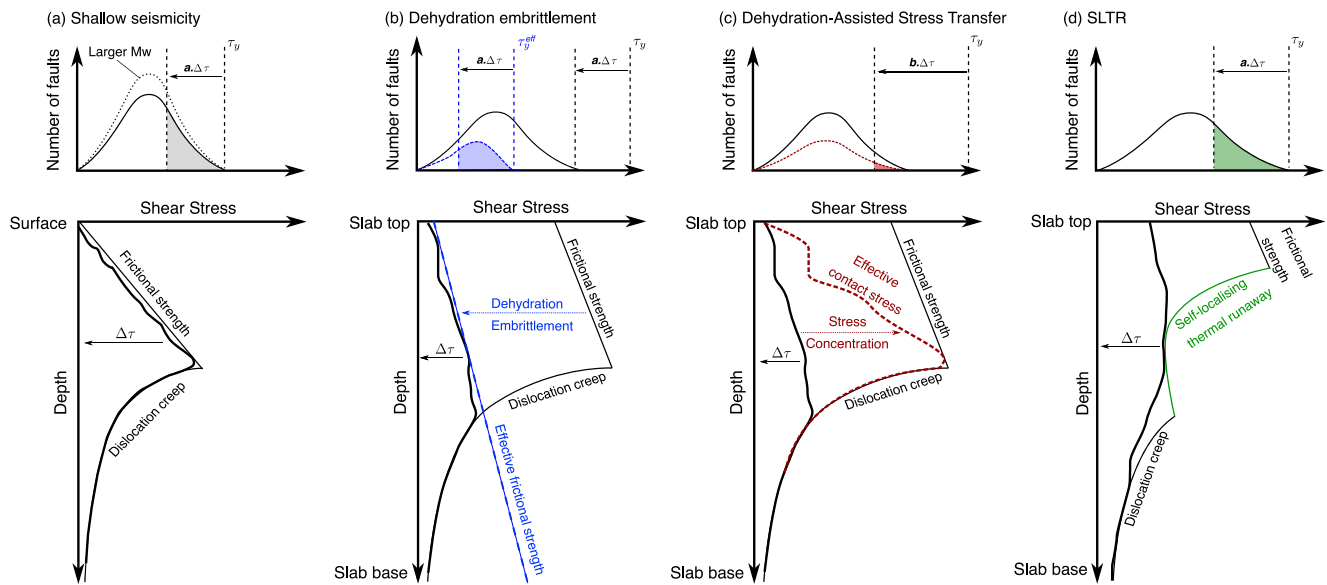 (a) Shallow seismicity
Number of faults
Larger Mw
a.Δτ
τy
Surface
Shear Stress
Frictional strength
Δτ
Depth
Dislocation creep
(b) Dehydration embrittlement
Number of faults
τy^eff
a.Δτ
a.Δτ
τy
Slab top
Shear Stress
Frictional strength
Dehydration
Embrittlement
Δτ
Depth
Dislocation creep
Effective frictional strength
Slab base
(c) Dehydration-Assisted Stress Transfer
Number of faults
b.Δτ
τy
Slab top
Shear Stress
Frictional strength
Effective
contact stress
Stress
Concentration
Δτ
Depth
Dislocation creep
Slab base
(d) SLTR
Number of faults
a.Δτ
τy
Slab top
Shear Stress
Frictional
strength
Self-localising
thermal runaway
Δτ
Depth
Dislocation creep
Slab base